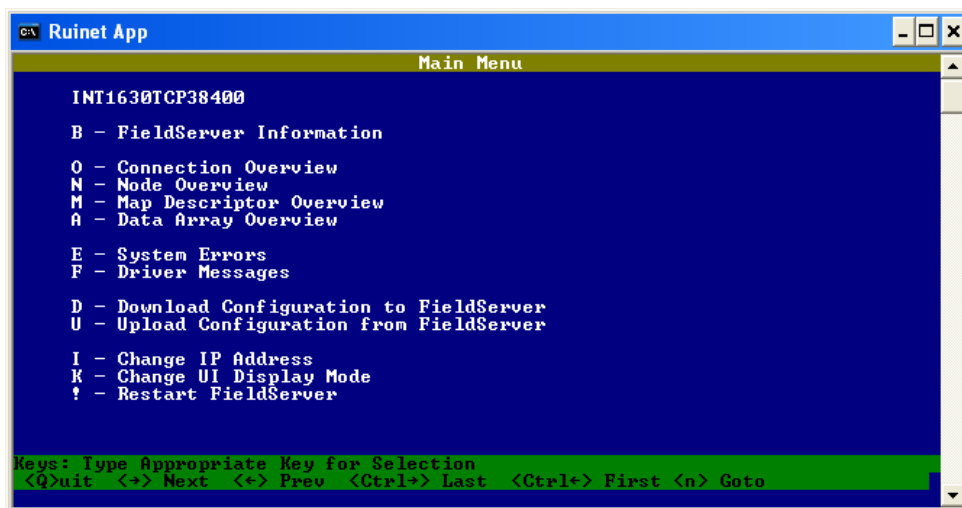 Ruinet App
Main Menu
INT1630TCP38400
B - FieldServer Information
O - Connection Overview
N - Node Overview
M - Map Descriptor Overview
A - Data Array Overview
E - System Errors
F - Driver Messages
D - Download Configuration to FieldServer
U - Upload Configuration from FieldServer
I - Change IP Address
K - Change UI Display Mode
! - Restart FieldServer
Keys: Type Appropriate Key for Selection
<Q>uit <→> Next <←> Prev <Ctrl→> Last <Ctrl←> First <n> Goto